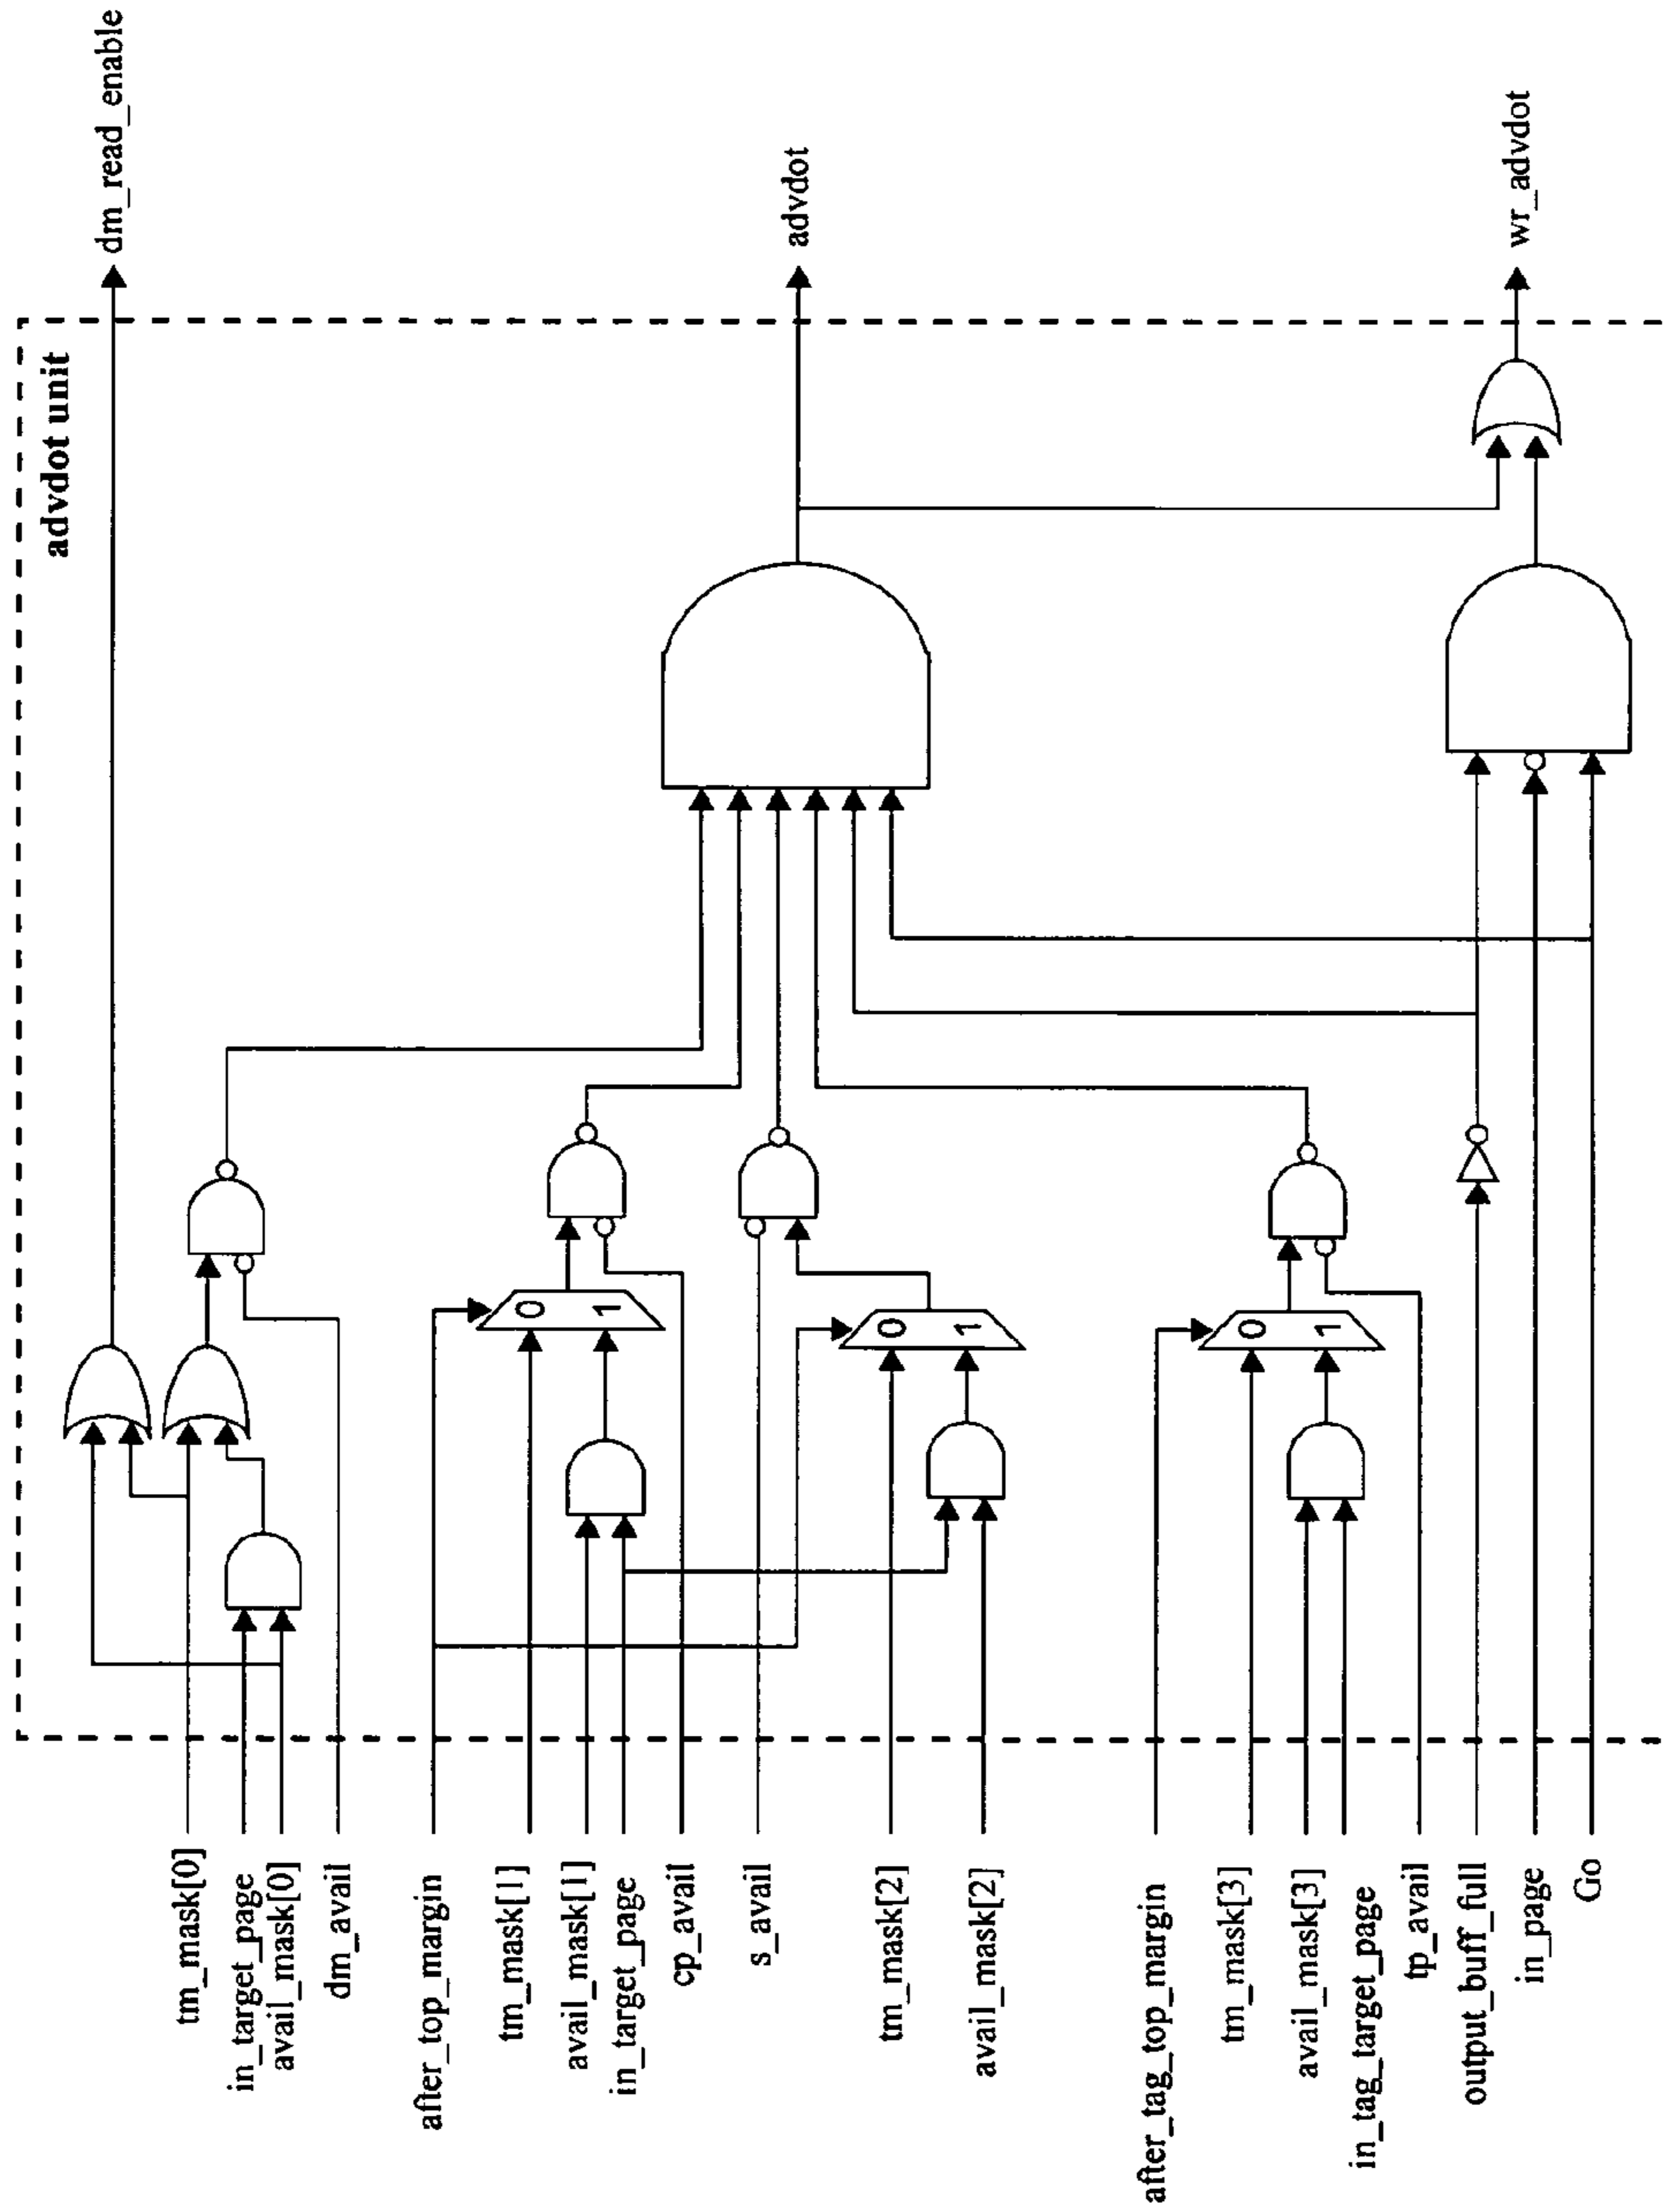 advdot unit
dm_read_enable
advdot
wr_advdot
tm_mask[0]
in_target_page
avail_mask[0]
dm_avail
after_top_margin
tm_mask[1]
avail_mask[1]
in_target_page
cp_avail
s_avail
tm_mask[2]
avail_mask[2]
after_tag_top_margin
tm_mask[3]
avail_mask[3]
in_tag_target_page
tp_avail
output_buff_full
in_page
Go
0
1
0
1
0
1